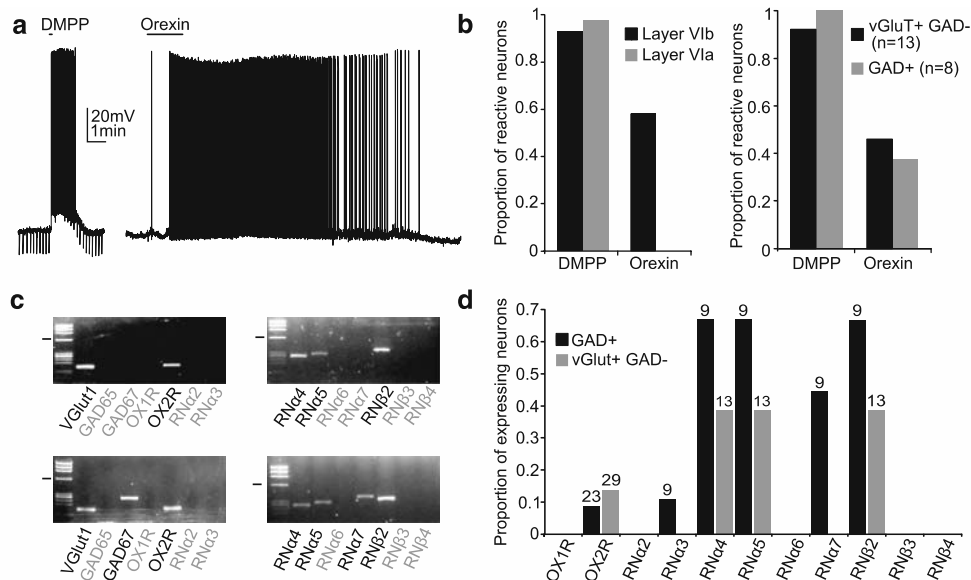 a
DMPP
Orexin
20mV
1min
b
Proportion of reactive neurons
1
0.8
0.6
0.4
0.2
0
Layer VIb
Layer VIa
DMPP
Orexin
Proportion of reactive neurons
1
0.8
0.6
0.4
0.2
0
vGluT+ GAD-
(n=13)
GAD+ (n=8)
DMPP
Orexin
c
VGlut1
GAD65
GAD67
OX1R
OX2R
RNα2
RNα3
RNα4
RNα5
RNα6
RNα7
RNβ2
RNβ3
RNβ4
VGlut1
GAD65
GAD67
OX1R
OX2R
RNα2
RNα3
RNα4
RNα5
RNα6
RNα7
RNβ2
RNβ3
RNβ4
d
Proportion of expressing neurons
0.7
0.6
0.5
0.4
0.3
0.2
0.1
0
GAD+
vGlut+ GAD-
23
29
9
9
13
9
13
9
9
13
OX1R
OX2R
RNα2
RNα3
RNα4
RNα5
RNα6
RNα7
RNβ2
RNβ3
RNβ4